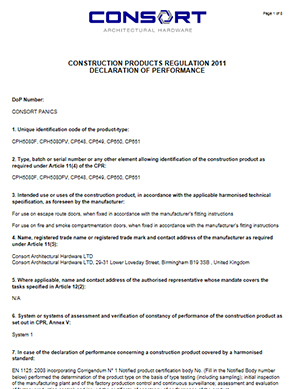 CONSORT
ARCHITECTURAL HARDWARE
Page 1 of 2
CONSTRUCTION PRODUCTS REGULATION 2011
DECLARATION OF PERFORMANCE
DoP Number:
CONSORT PANICS
1. Unique identification code of the product-type:
CPH5080F, CPH5080FV, CP648, CP649, CP650, CP651
2. Type, batch or serial number or any other element allowing identification of the construction product as
required under Article 11(4) of the CPR:
CPH5080F, CPH5080FV, CP648, CP649, CP650, CP651
3. Intended use or uses of the construction product, in accordance with the applicable harmonised technical
specification, as foreseen by the manufacturer:
For use on escape route doors, when fixed in accordance with the manufacturer's fitting instructions
For use on fire and smoke compartmentation doors, when fixed in accordance with the manufacturer's fitting instructions
4. Name, registered trade name or registered trade mark and contact address of the manufacturer as required
under Article 11(5):
Consort Architectural Hardware LTD
Consort Architectural Hardware LTD, 29-31 Lower Loveday Street, Birmingham B19 3SB , United Kingdom
5. Where applicable, name and contact address of the authorised representative whose mandate covers the
tasks specified in Article 12(2):
N/A
6. System or systems of assessment and verification of constancy of performance of the construction product as
set out in CPR, Annex V:
System 1
7. In case of the declaration of performance concerning a construction product covered by a harmonised
standard:
EN 1125: 2008 incorporating Corrigendum N° 1 Notified product certification body No. (Fill in the Notified Body number
below) performed the determination of the product type on the basis of type testing (including sampling); initial inspection
of the manufacturing plant and of factory production control and continuous surveillance, assessment and evaluation